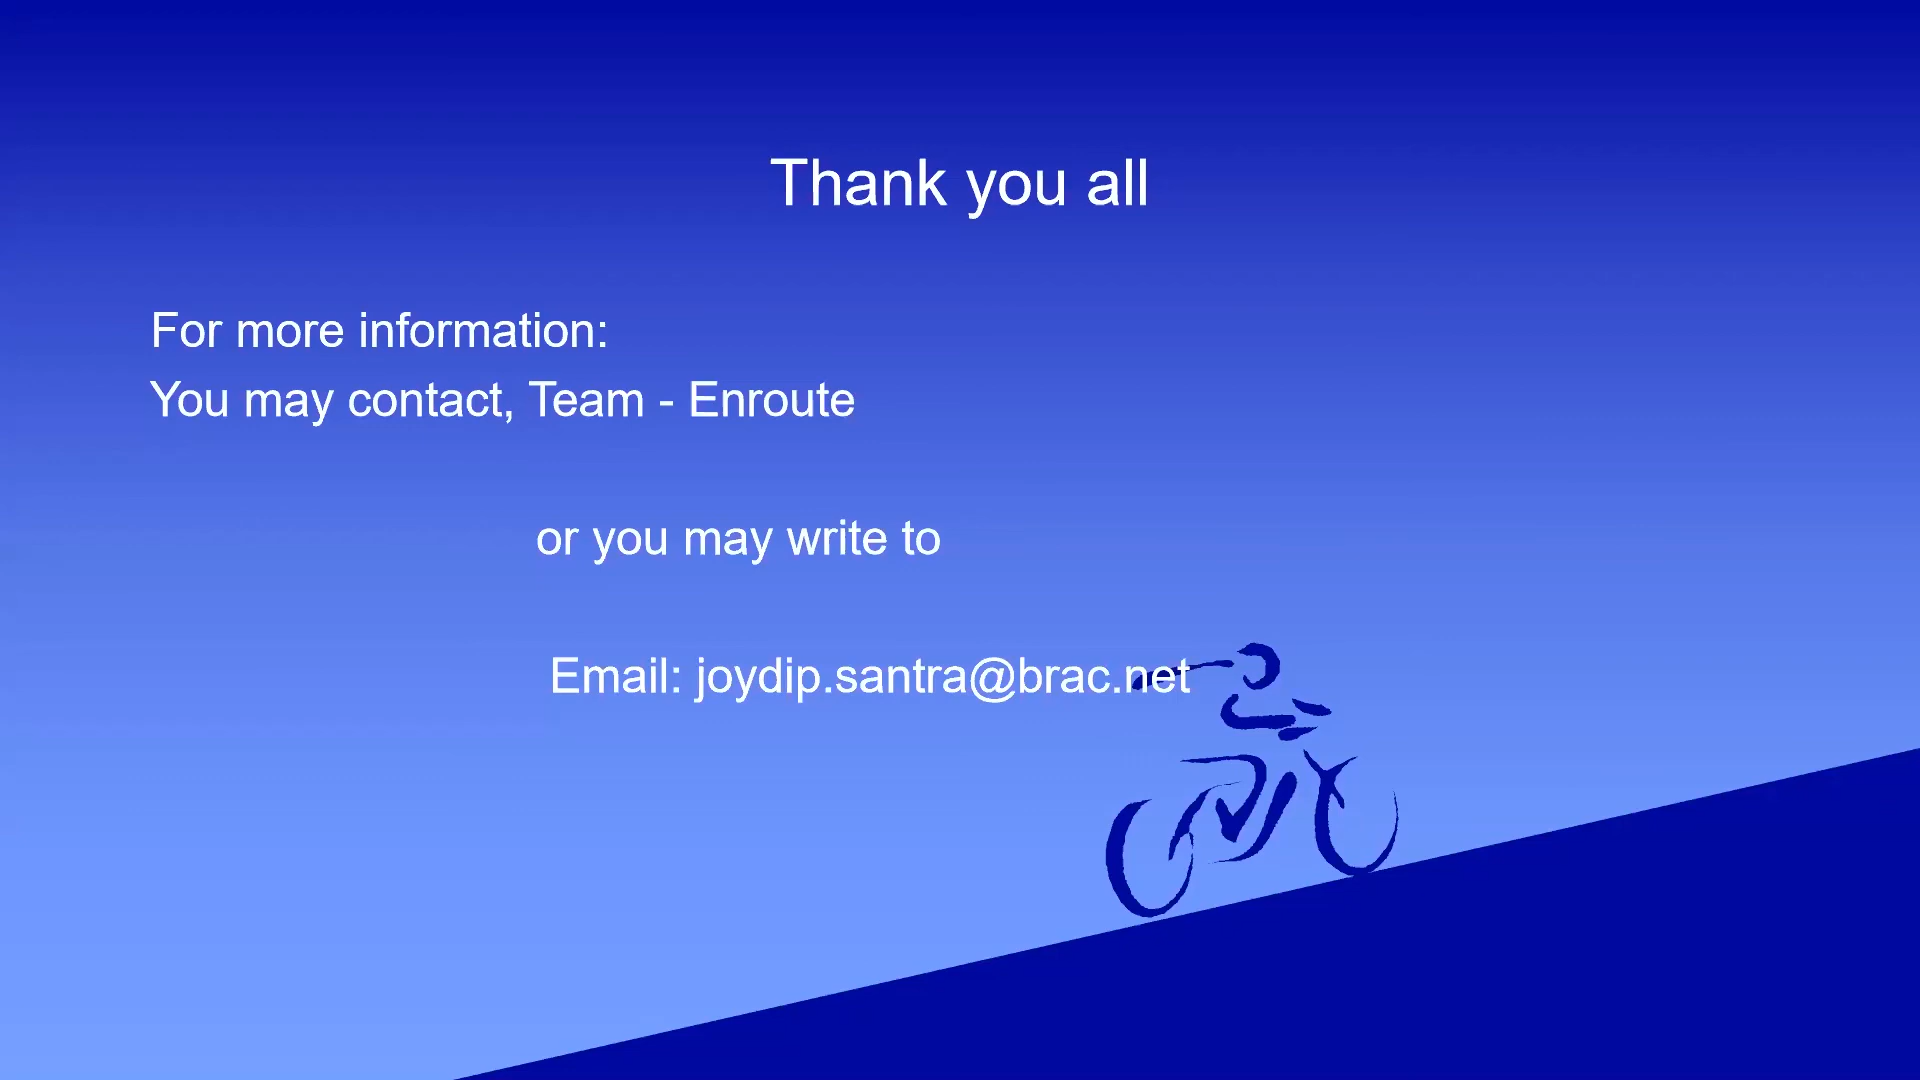 Thank you all
For more information:
You may contact, Team - Enroute
or you may write to
Email: joydip.santra@brac.net